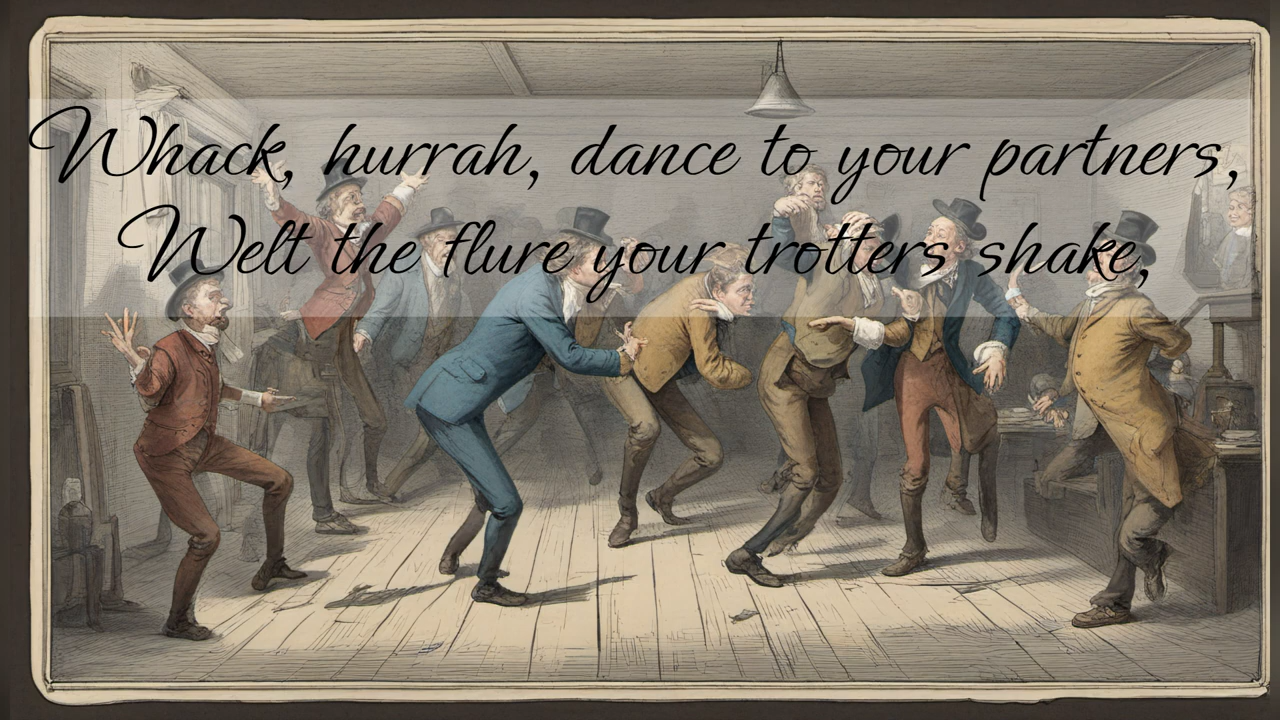 Whack, hurrah, dance to your partners,
Welt the flure your trotters shake,